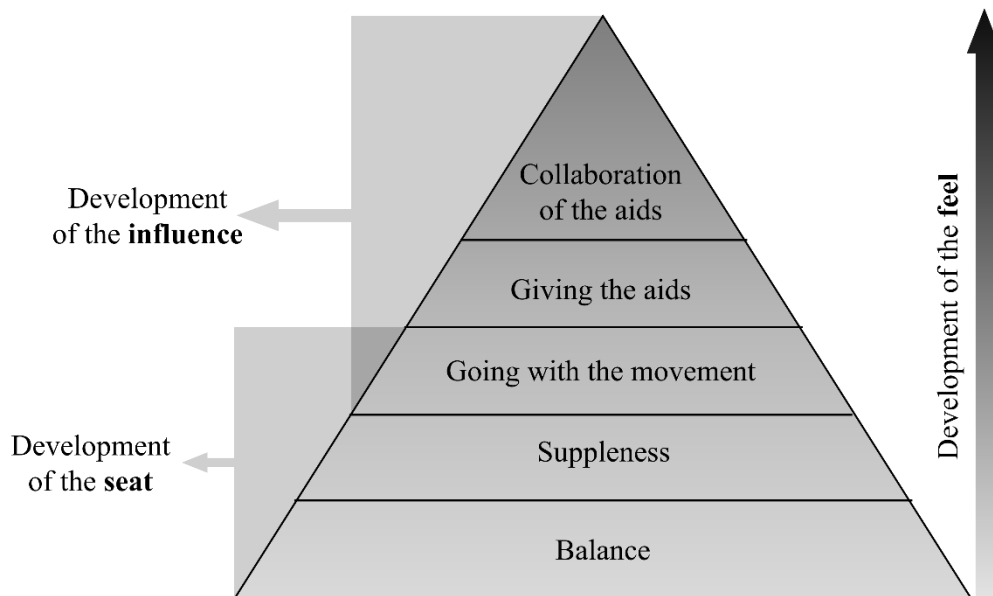 Collaboration
of the aids
Development
of the influence
Giving the aids
Going with the movement
Development
of the seat
Suppleness
Balance
Development of the feel